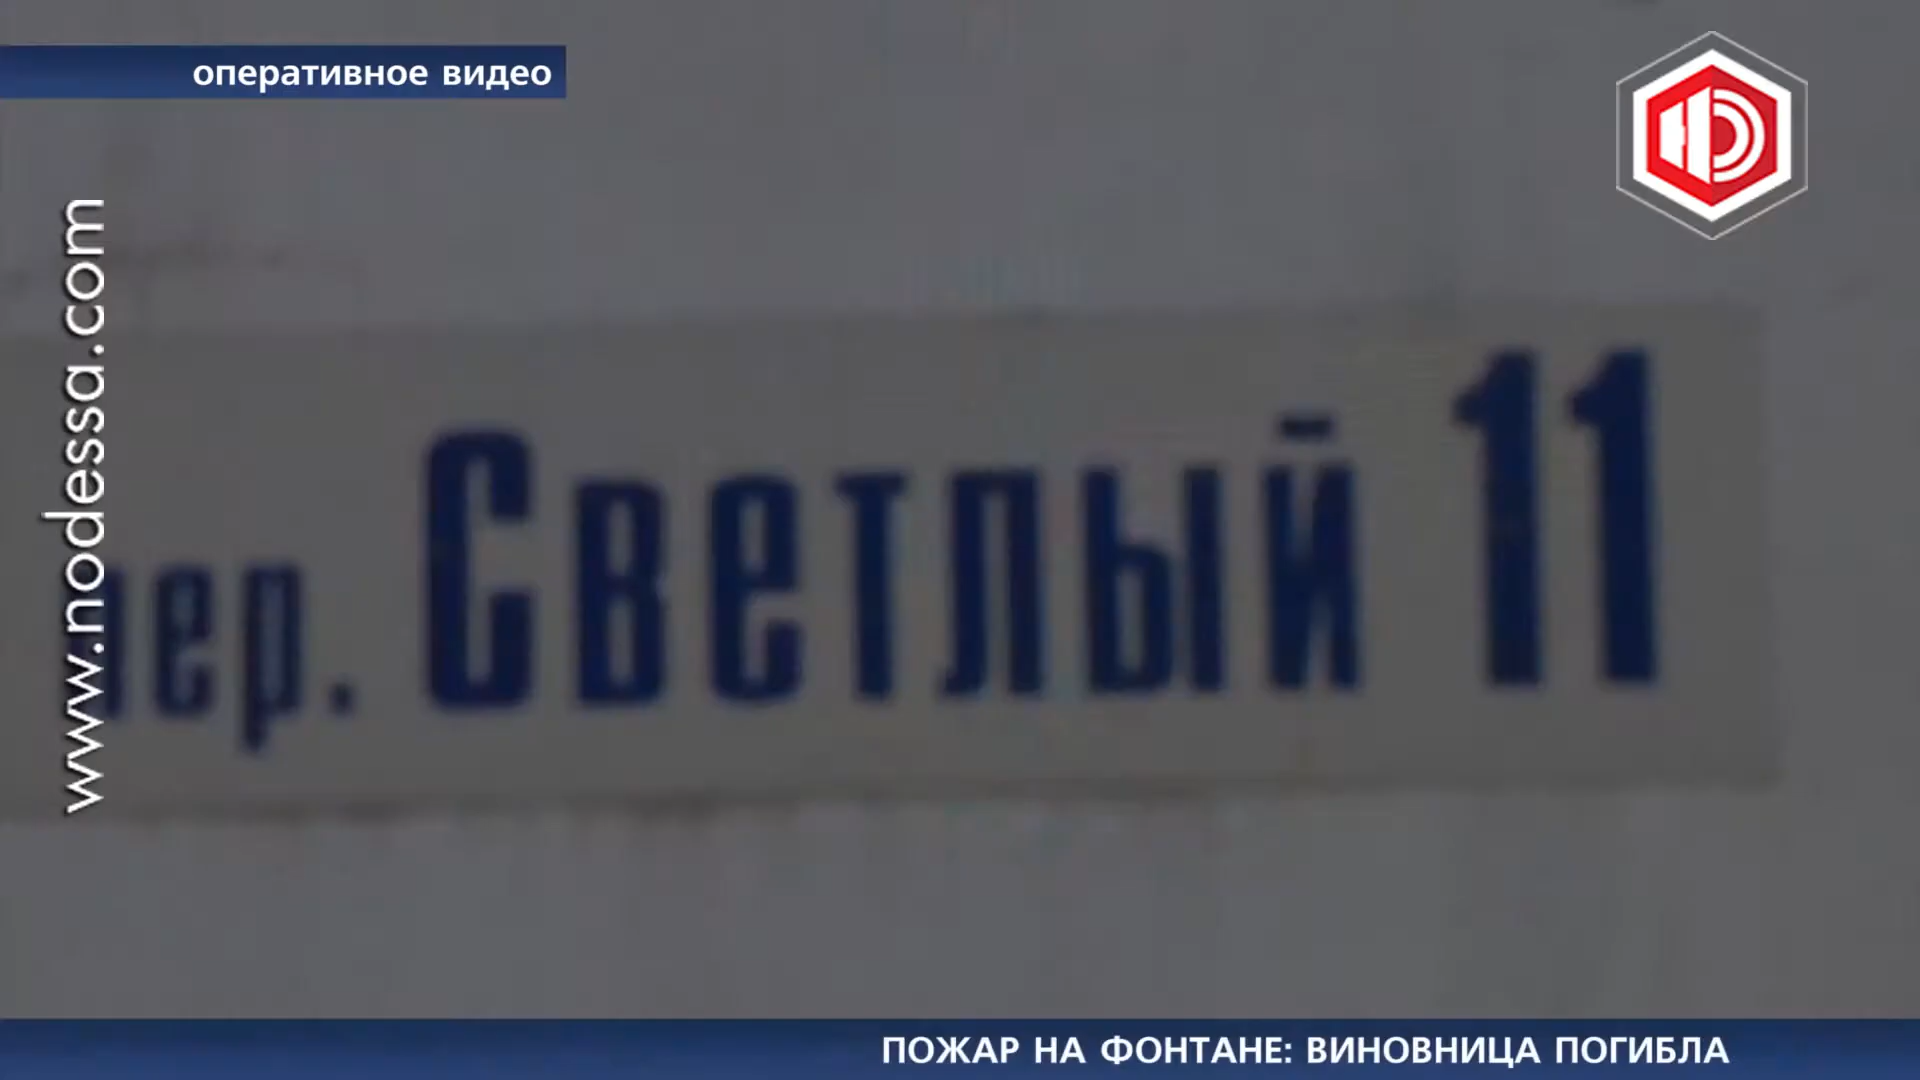 оперативное видео
www.nodessa.com
пер. Светлый 11
ПОЖАР НА ФОНТАНЕ: ВИНОВНИЦА ПОГИБЛА